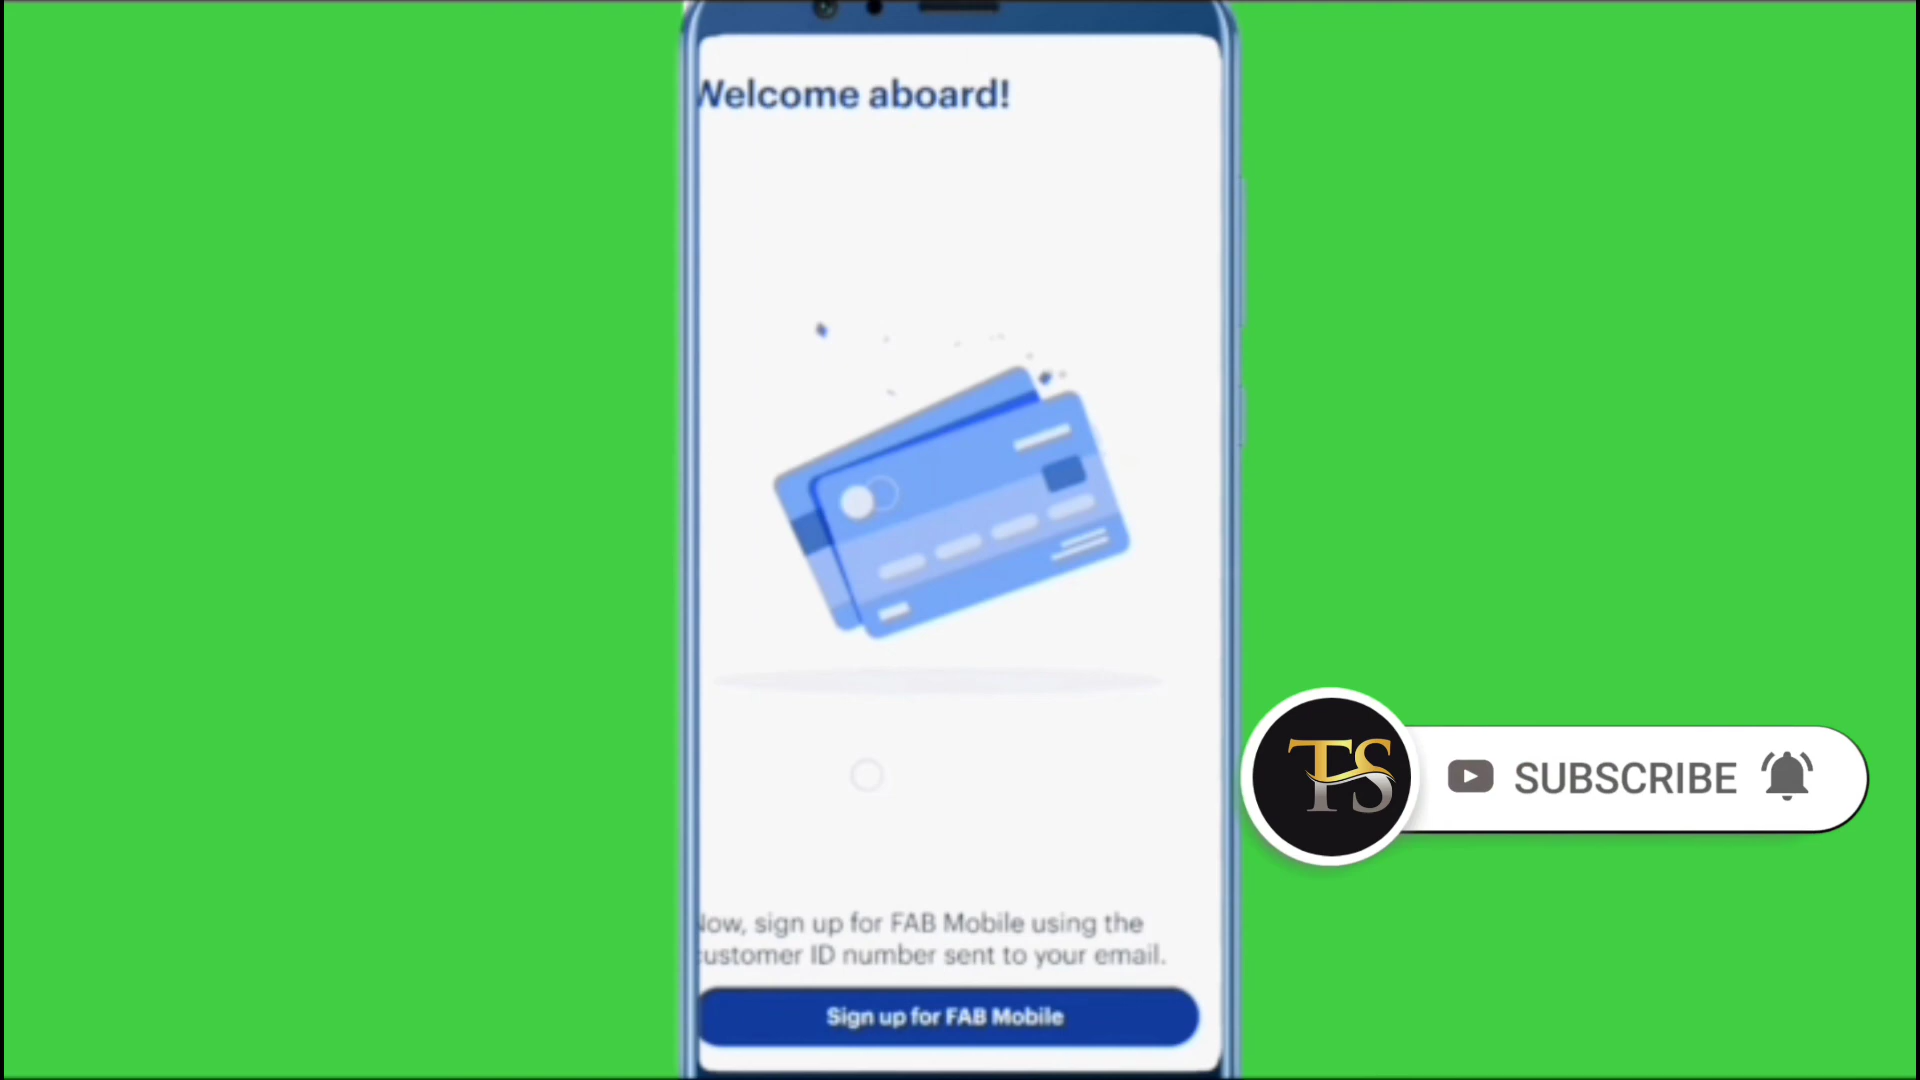 Welcome aboard!
TS
SUBSCRIBE
Now, sign up for FAB Mobile using the
customer ID number sent to your email.
Sign up for FAB Mobile